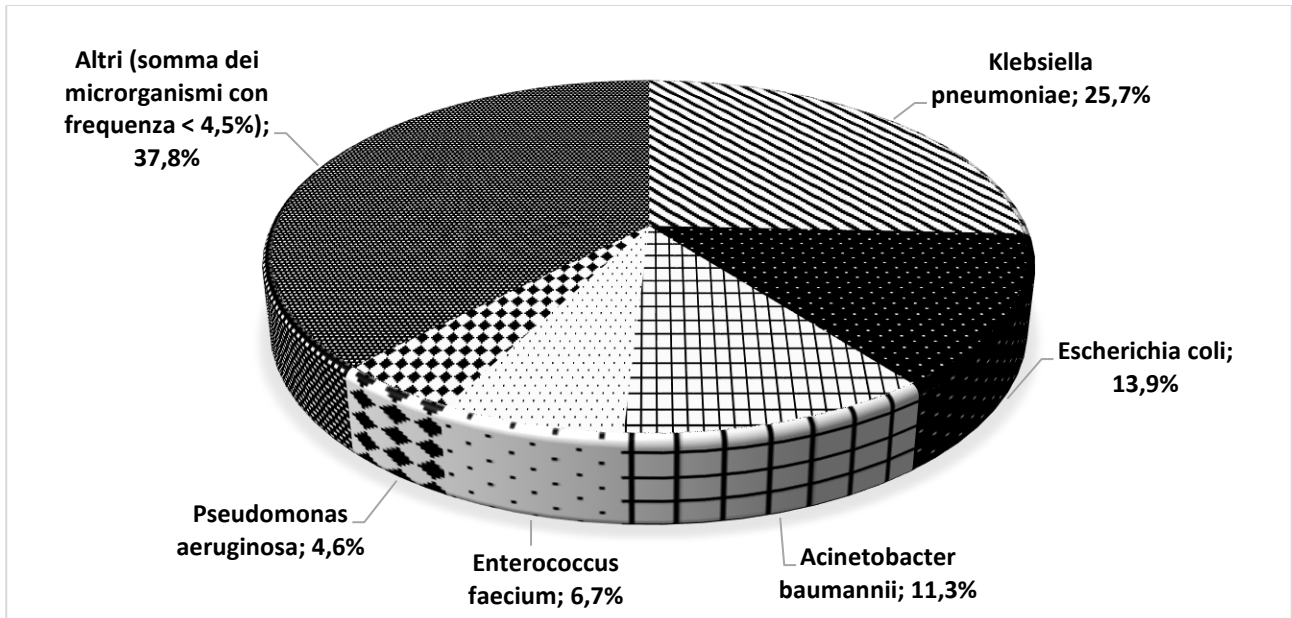 Altri (somma dei
microrganismi con
frequenza < 4,5%);
37,8%
Klebsiella
pneumoniae; 25,7%
Escherichia coli;
13,9%
Acinetobacter
baumannii; 11,3%
Enterococcus
faecium; 6,7%
Pseudomonas
aeruginosa; 4,6%